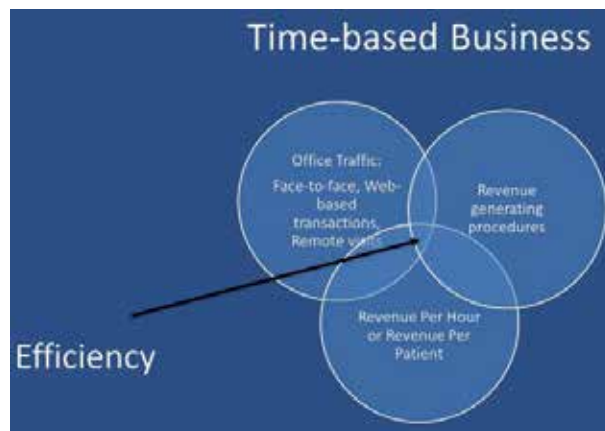 Time-based Business
Office Traffic:
Face-to-face, Web-
based
transactions,
Remote visits
Revenue
generating
procedures
Revenue Per Hour
or Revenue Per
Patient
Efficiency